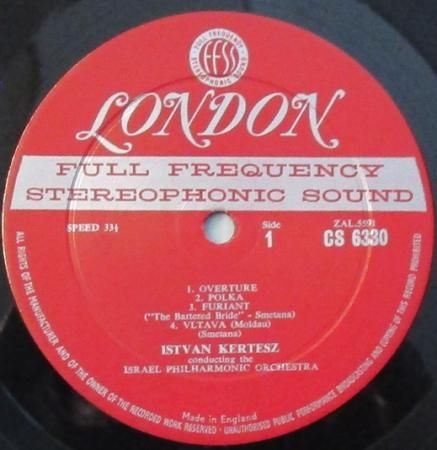 FULL FREQUENCY
ffss
STEREOPHONIC SOUND
LONDON
FULL FREQUENCY
STEREOPHONIC SOUND
SPEED 33⅓
Side
1
CS 6330
1. OVERTURE
2. POLKA
3. FURIANT
("The Bartered Bride" - Smetana)
4. VLTAVA (Moldau)
(Smetana)
ISTVAN KERTESZ
conducting the
ISRAEL PHILHARMONIC ORCHESTRA
Made in England
ALL RIGHTS OF THE MANUFACTURER AND OF THE OWNER OF THE RECORDED WORK RESERVED · UNAUTHORISED PUBLIC PERFORMANCE BROADCASTING AND COPYING OF THIS RECORD PROHIBITED